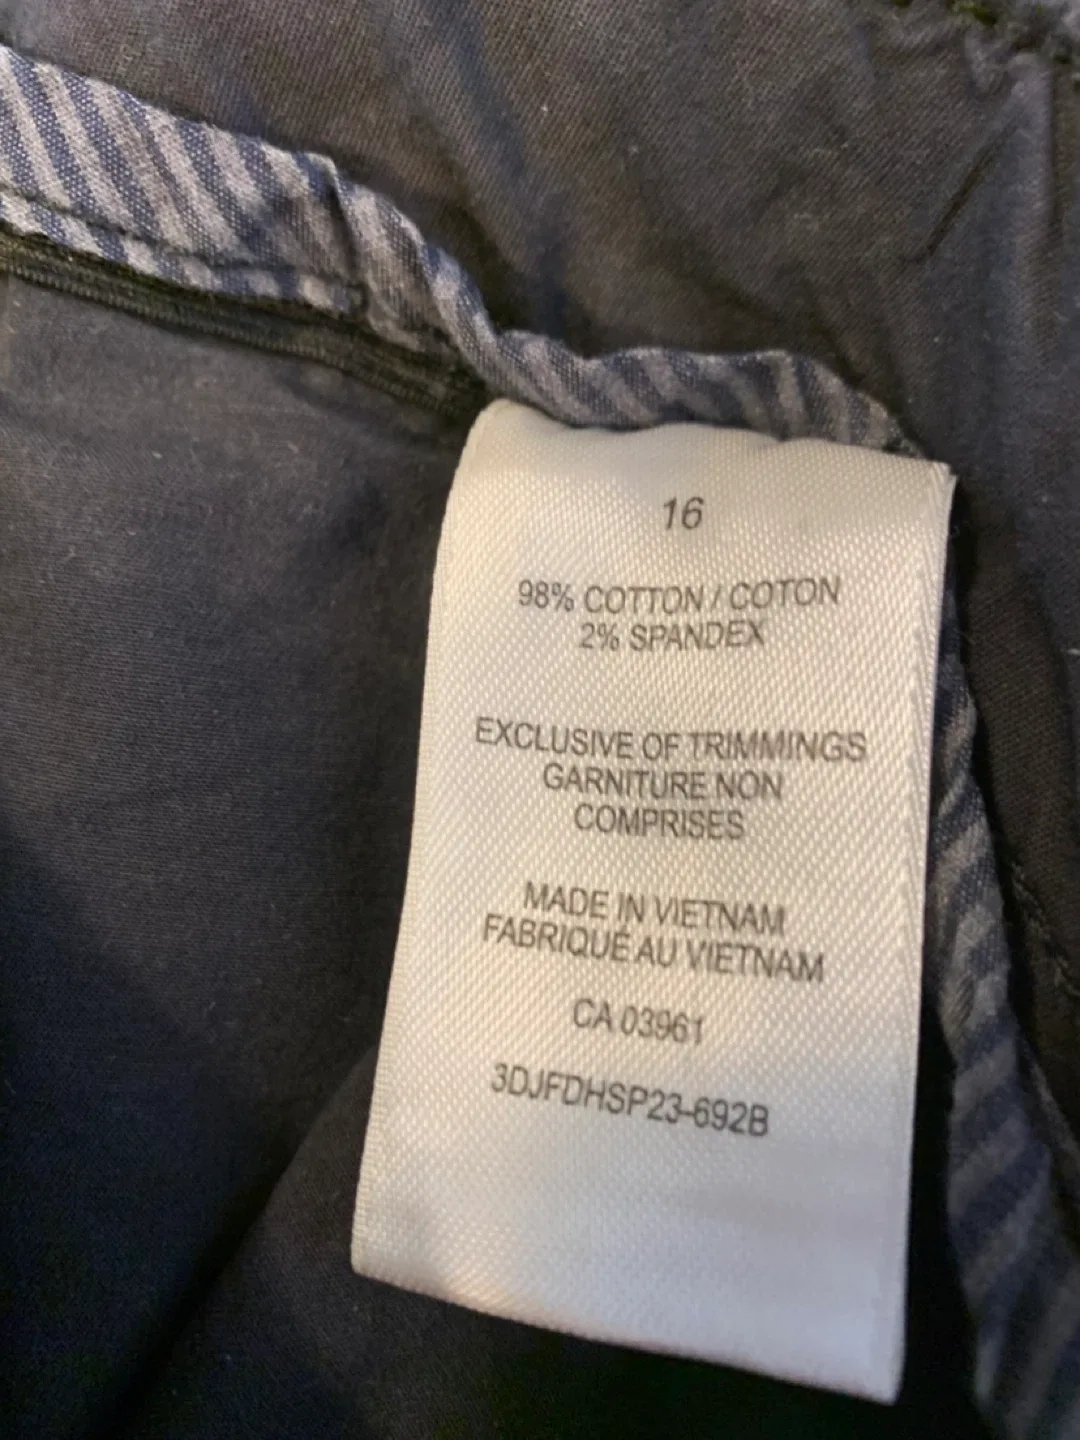 16
98% COTTON / COTON
2% SPANDEX
EXCLUSIVE OF TRIMMINGS
GARNITURE NON
COMPRISES
MADE IN VIETNAM
FABRIQUÉ AU VIETNAM
CA 03961
3DJFDHSP23-692B